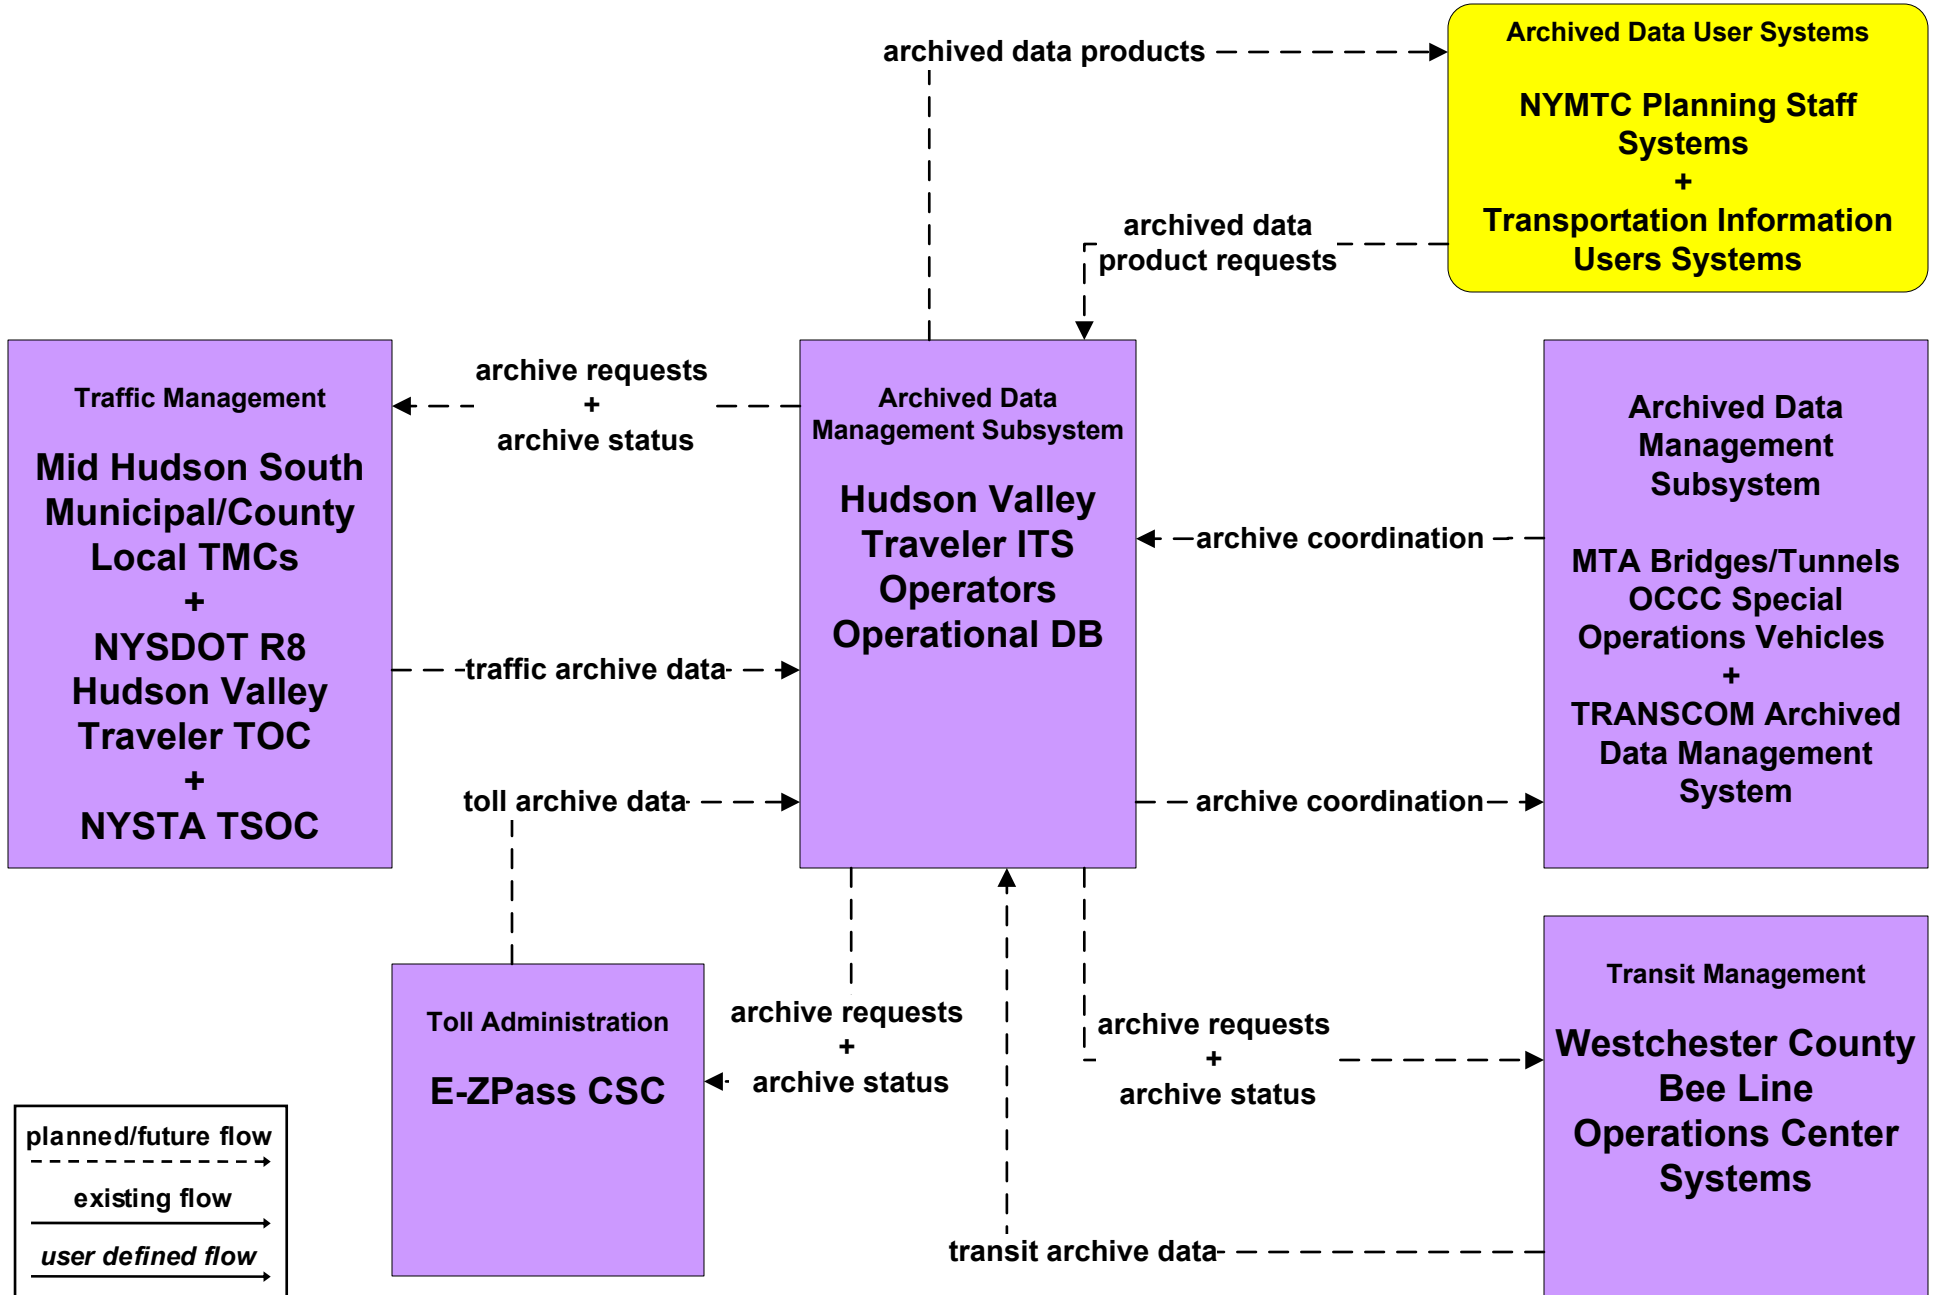 archived data products
Archived Data User Systems
NYMTC Planning Staff
Systems
+
Transportation Information
Users Systems
archived data
product requests
Traffic Management
Mid Hudson South
Municipal/County
Local TMCs
+
NYSDOT R8
Hudson Valley
Traveler TOC
+
NYSTA TSOC
archive requests
+
archive status
traffic archive data
toll archive data
Archived Data
Management Subsystem
Hudson Valley
Traveler ITS
Operators
Operational DB
archive coordination
archive coordination
Archived Data
Management
Subsystem
MTA Bridges/Tunnels
OCCC Special
Operations Vehicles
+
TRANSCOM Archived
Data Management
System
Toll Administration
E-ZPass CSC
archive requests
+
archive status
archive requests
+
archive status
Transit Management
Westchester County
Bee Line
Operations Center
Systems
transit archive data
planned/future flow
existing flow
user defined flow